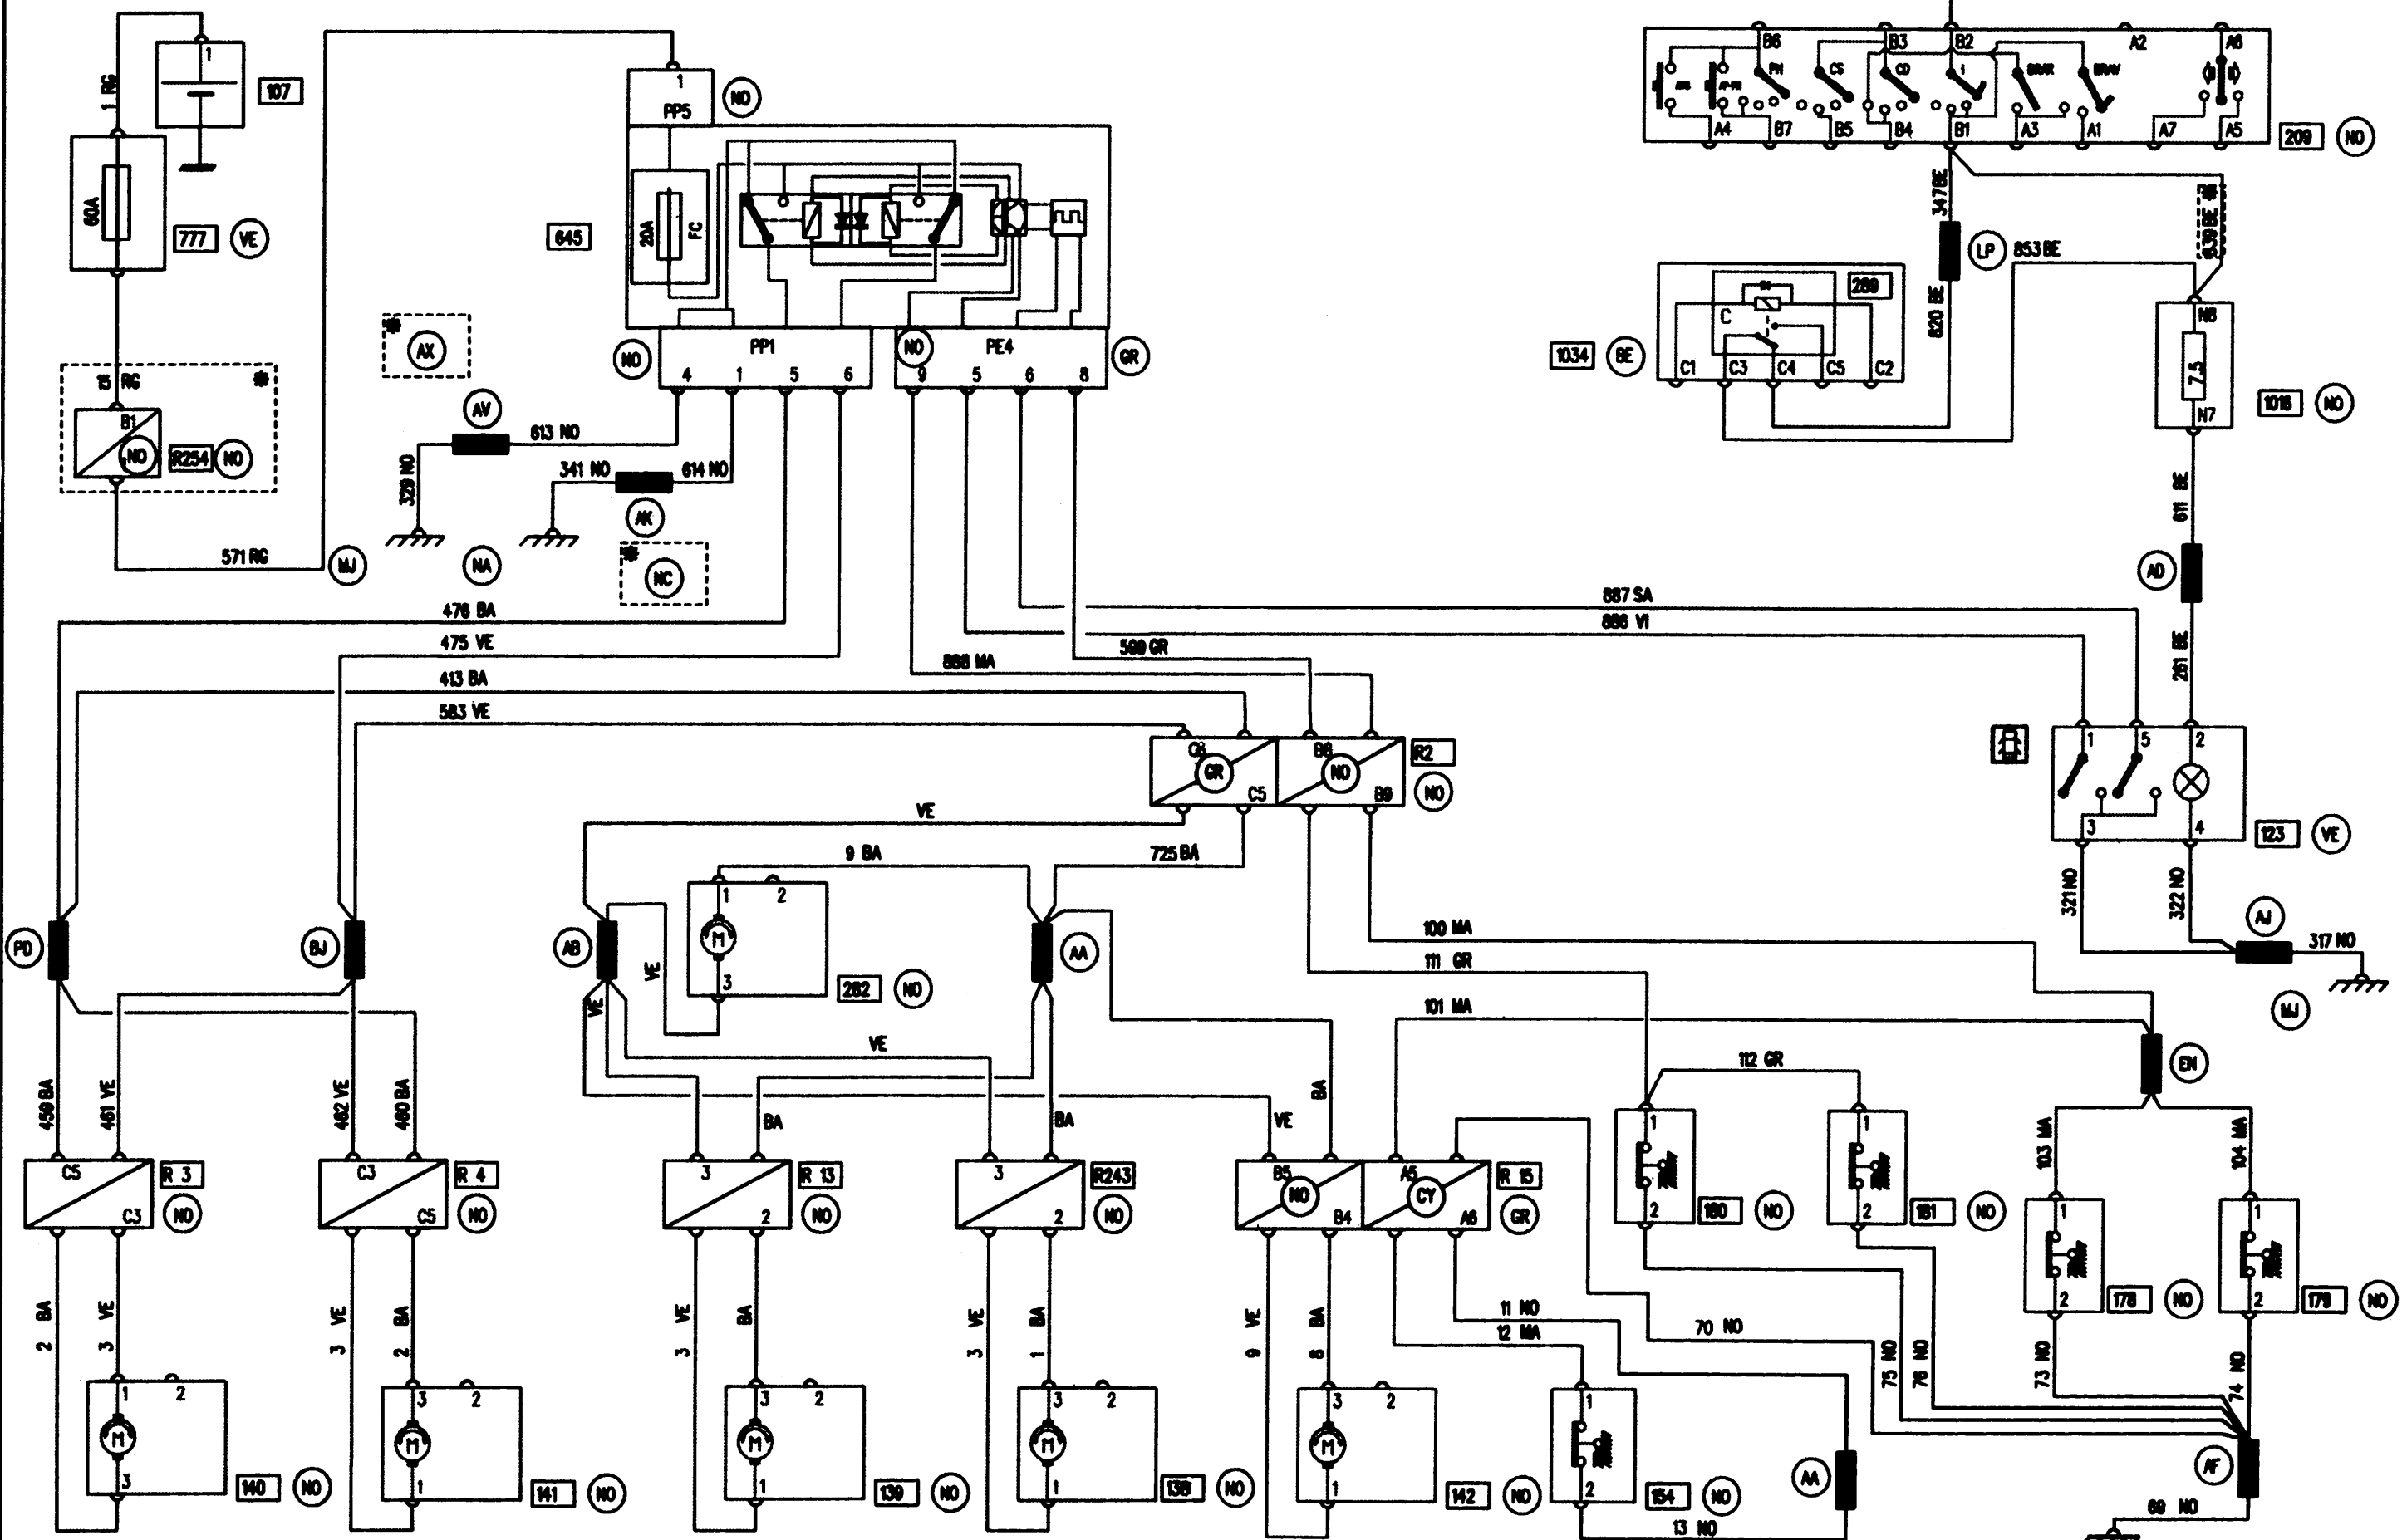 1
107
1 RG
60A
777
VE
15 RG
B1
NO
R254
NO
571 RG
MJ
1
PP5
NO
645
20A
FC
AX
NO
PP1
NO
PE4
GR
4 1 5 6
9 5 6 8
AV
613 NO
329 NO
341 NO
614 NO
AK
NA
NC
B6 B3 B2 A2 A6
PN CS CD I BRAR BRAV
A4 B7 B5 B4 B1 A3 A1 A7 A5
209
NO
347 BE
LP
853 BE
839 BE
820 BE
289
C
1034
BE
C1 C3 C4 C5 C2
N8
7.5
N7
1016
NO
611 BE
AD
261 BE
476 BA
475 VE
413 BA
583 VE
887 SA
886 VI
599 GR
888 MA
C8
GR
C5
B8
NO
B9
R2
NO
1 5 2
3 4
123
VE
321 NO
322 NO
AJ
317 NO
MJ
VE
9 BA
725 BA
1 2
M
3
282
NO
PD
BJ
AB
VE
AA
VE
VE
100 MA
111 GR
101 MA
EN
112 GR
459 BA
461 VE
462 VE
460 BA
BA
BA
VE
BA
103 MA
104 MA
C5
C3
R 3
NO
C3
C5
R 4
NO
3
2
R 13
NO
3
2
R243
NO
B5
NO
B4
A5
CY
A6
R 15
GR
1
2
180
NO
1
2
181
NO
1
2
178
NO
1
2
179
NO
2 BA
3 VE
3 VE
2 BA
3 VE
BA
3 VE
1 BA
9 VE
8 BA
11 NO
12 MA
70 NO
75 NO
76 NO
73 NO
74 NO
1 2
M
3
140
NO
3 2
M
1
141
NO
3 2
M
1
139
NO
3 2
M
1
138
NO
3 2
M
1
142
NO
1
2
154
NO
AA
13 NO
AF
69 NO